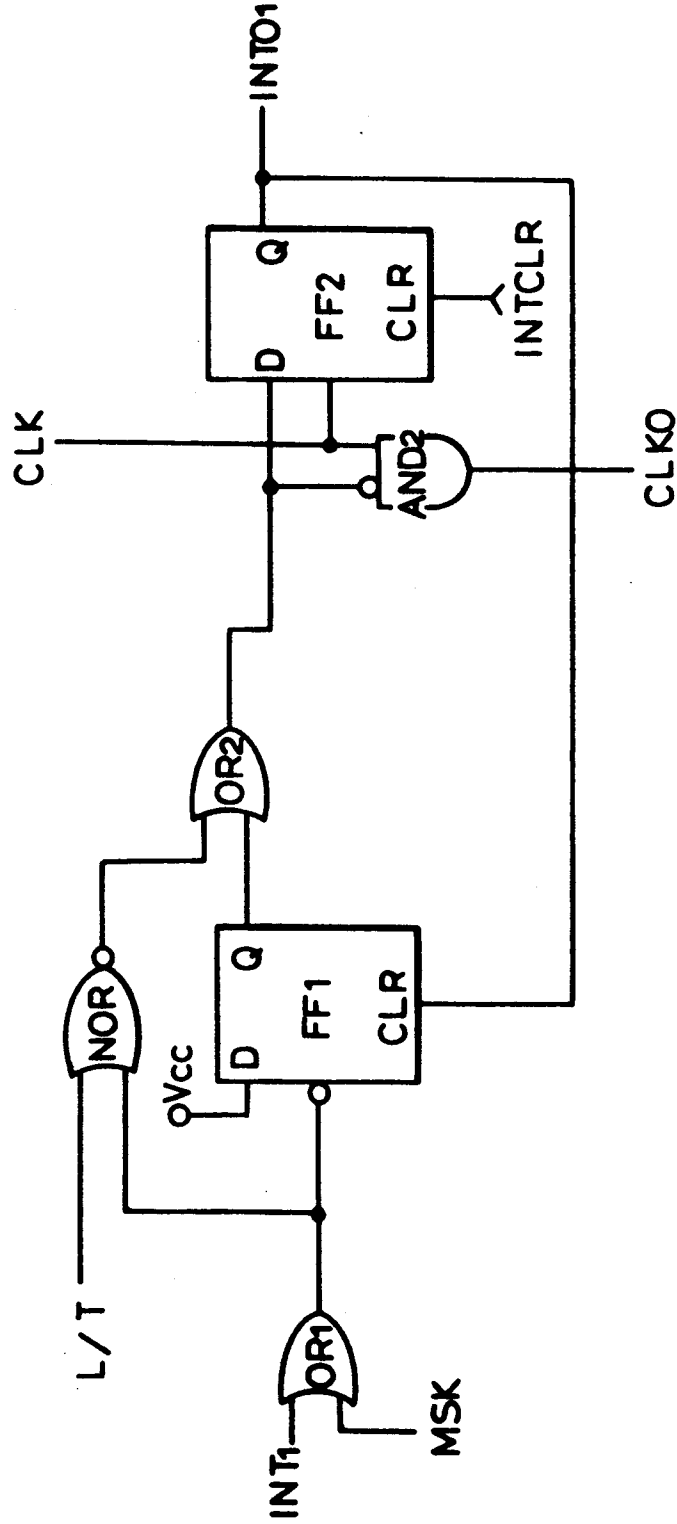 L/T
INT1
MSK
OR1
NOR
Vcc
D
Q
FF1
CLR
OR2
CLK
AND2
CLKO
D
Q
FF2
CLR
INTCLR
INTO1